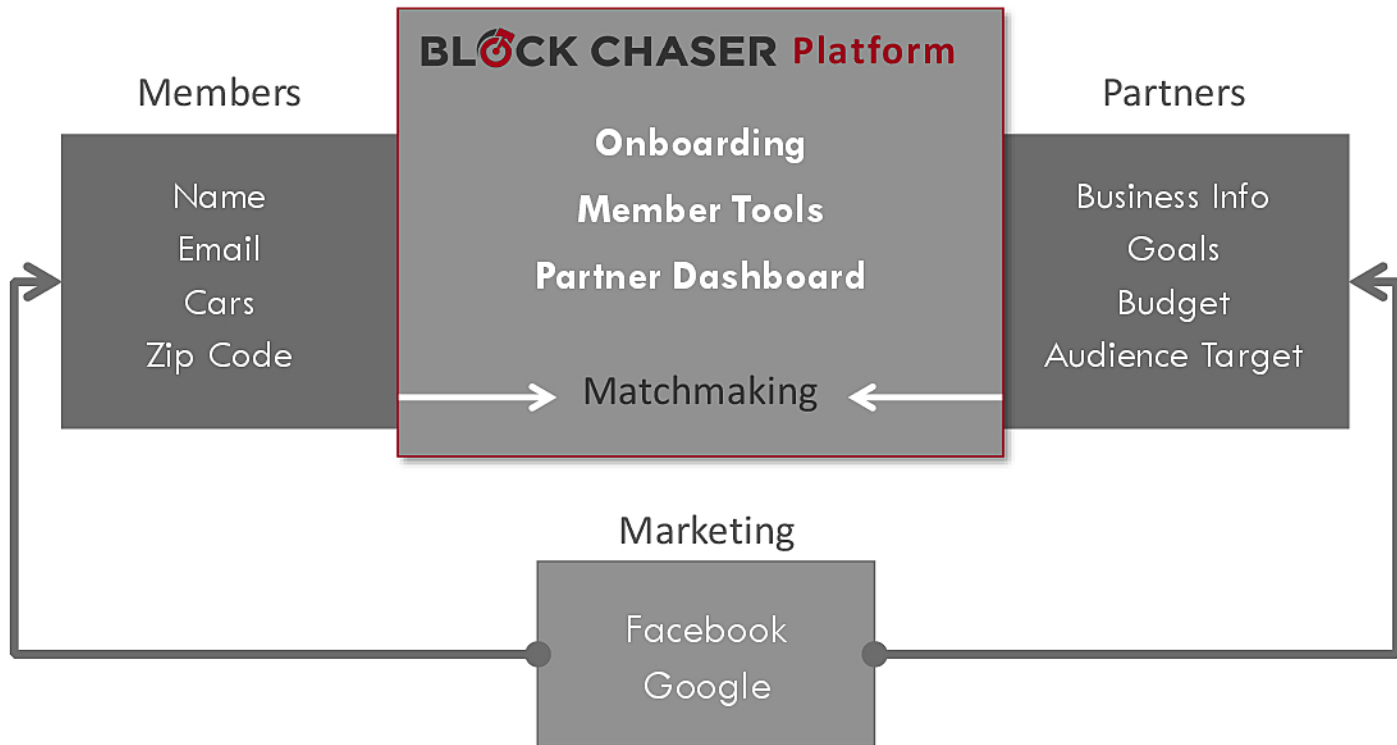 BLOCK CHASER Platform
Members
Partners
Onboarding
Member Tools
Partner Dashboard
Matchmaking
Name
Email
Cars
Zip Code
Business Info
Goals
Budget
Audience Target
Marketing
Facebook
Google